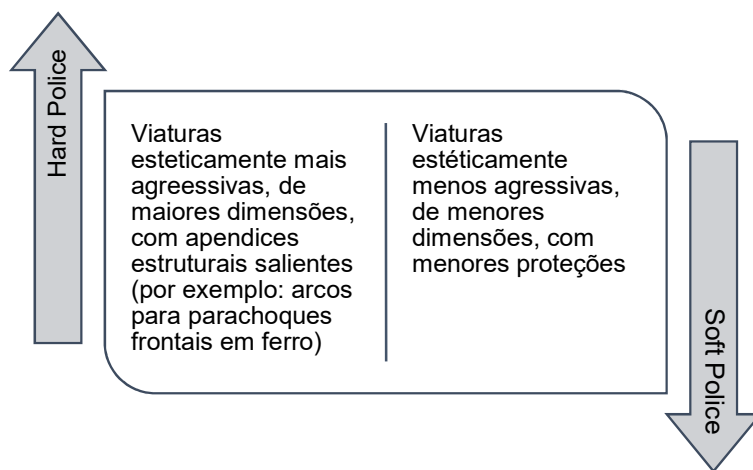 Hard Police
Viaturas
esteticamente mais
agreessivas, de
maiores dimensões,
com apendices
estruturais salientes
(por exemplo: arcos
para parachoques
frontais em ferro)
Viaturas
estéticamente
menos agressivas,
de menores
dimensões, com
menores proteções
Soft Police